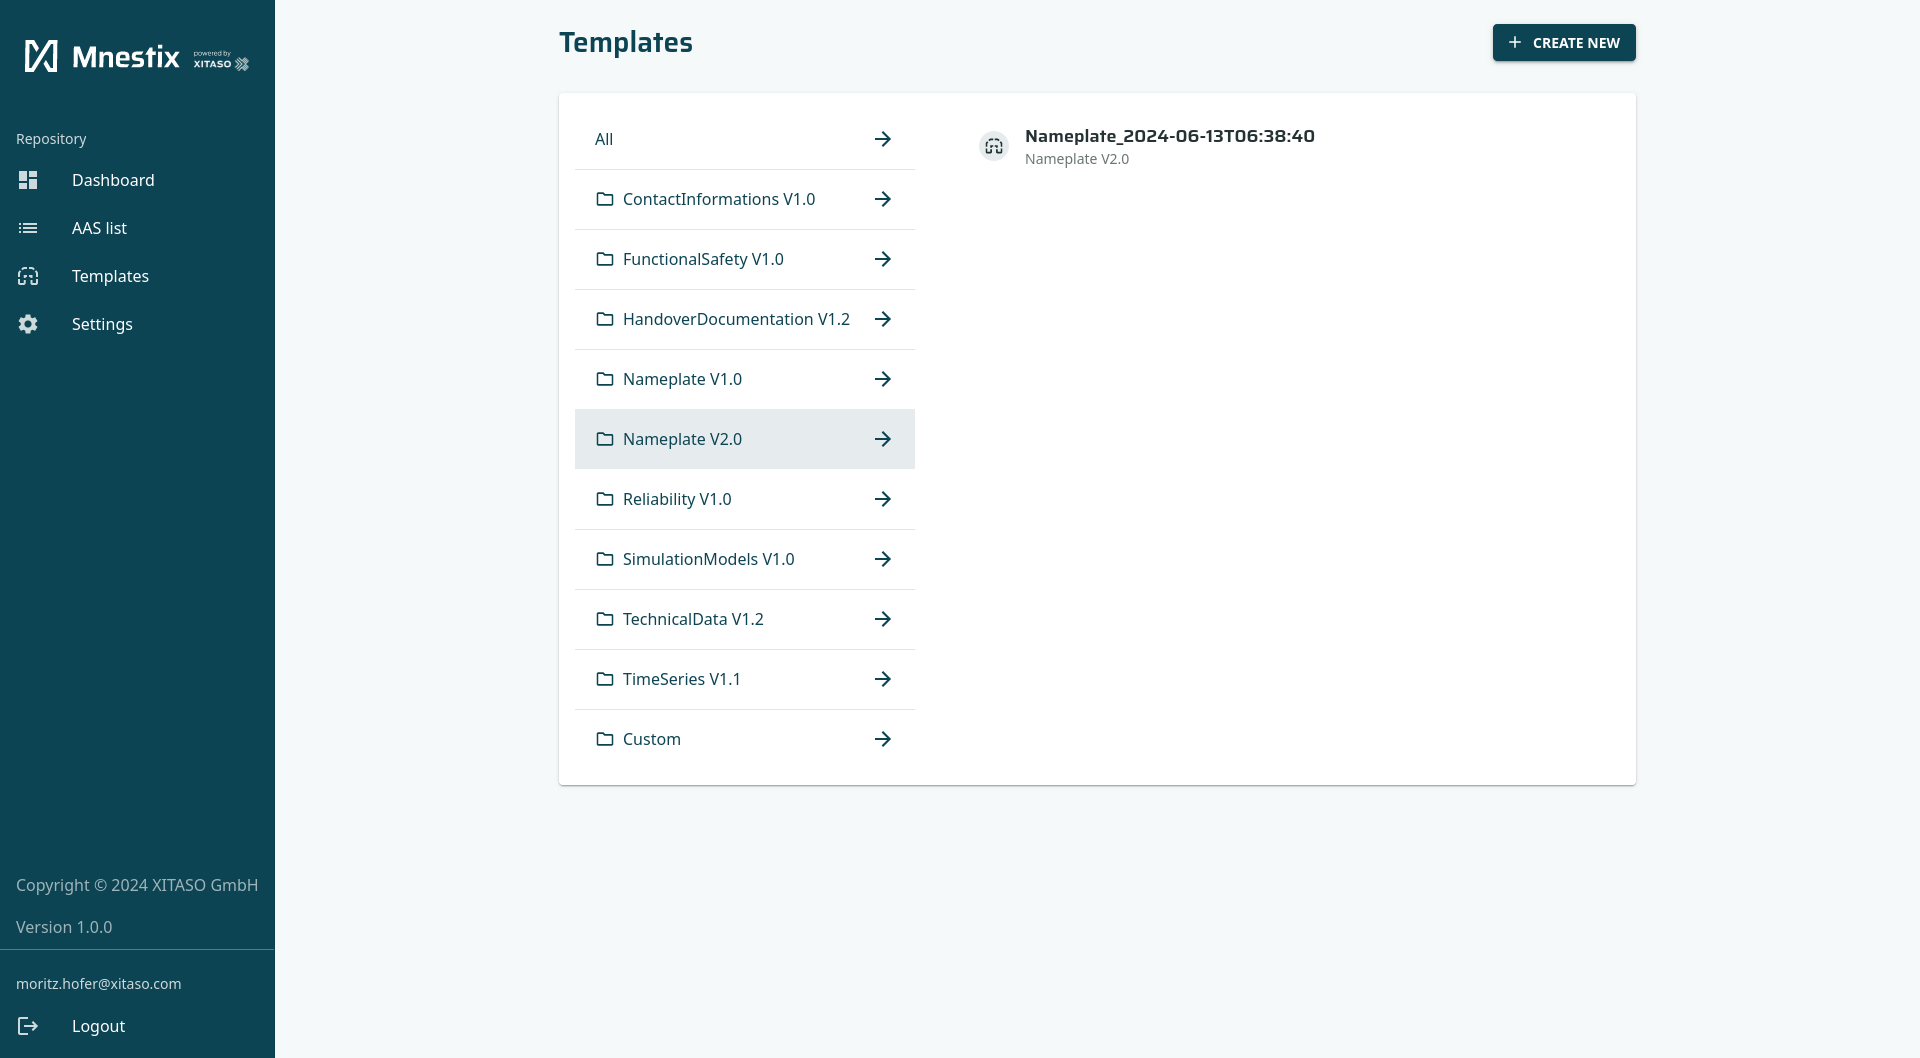 Mnestix
powered by
XITASO
Repository
Dashboard
AAS list
Templates
Settings
Copyright © 2024 XITASO GmbH
Version 1.0.0
moritz.hofer@xitaso.com
Logout
Templates
CREATE NEW
All
ContactInformations V1.0
FunctionalSafety V1.0
HandoverDocumentation V1.2
Nameplate V1.0
Nameplate V2.0
Reliability V1.0
SimulationModels V1.0
TechnicalData V1.2
TimeSeries V1.1
Custom
Nameplate_2024-06-13T06:38:40
Nameplate V2.0